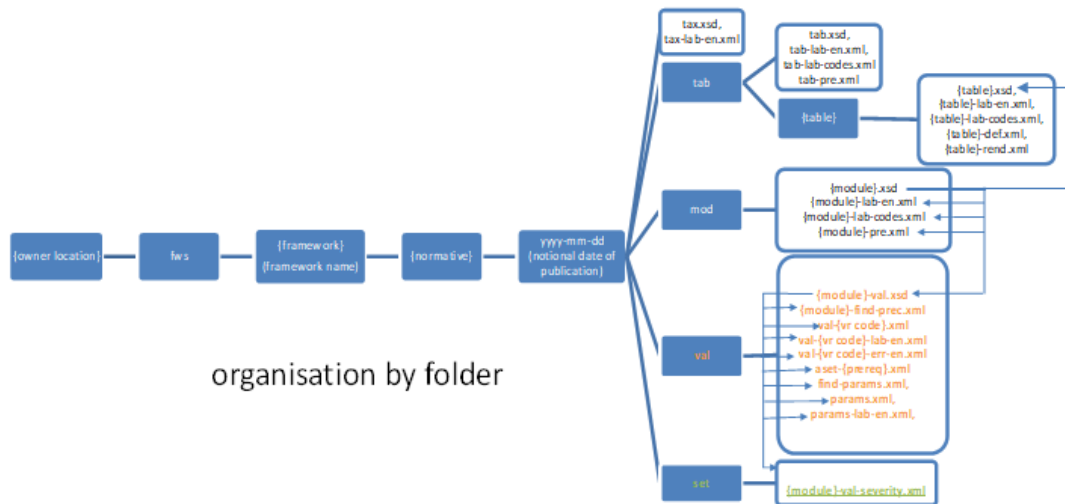 tax.xsd,
tax-lab-en.xml
tab
tab.xsd,
tab-lab-en.xml,
tab-lab-codes.xml
tab-pre.xml
{table}
{table}.xsd,
{table}-lab-en.xml,
{table}-lab-codes.xml,
{table}-def.xml,
{table}-rend.xml
mod
{module}.xsd
{module}-lab-en.xml
{module}-lab-codes.xml
{module}-pre.xml
{owner location}
fws
{framework}
(framework name)
{normative}
yyyy-mm-dd
(notional date of
publication)
val
{module}-val.xsd
{module}-find-prec.xml
val-{vr code}.xml
val-{vr code}-lab-en.xml
val-{vr code}-err-en.xml
aset-{prereq}.xml
find-params.xml,
params.xml,
params-lab-en.xml,
organisation by folder
set
{module}-val-severity.xml